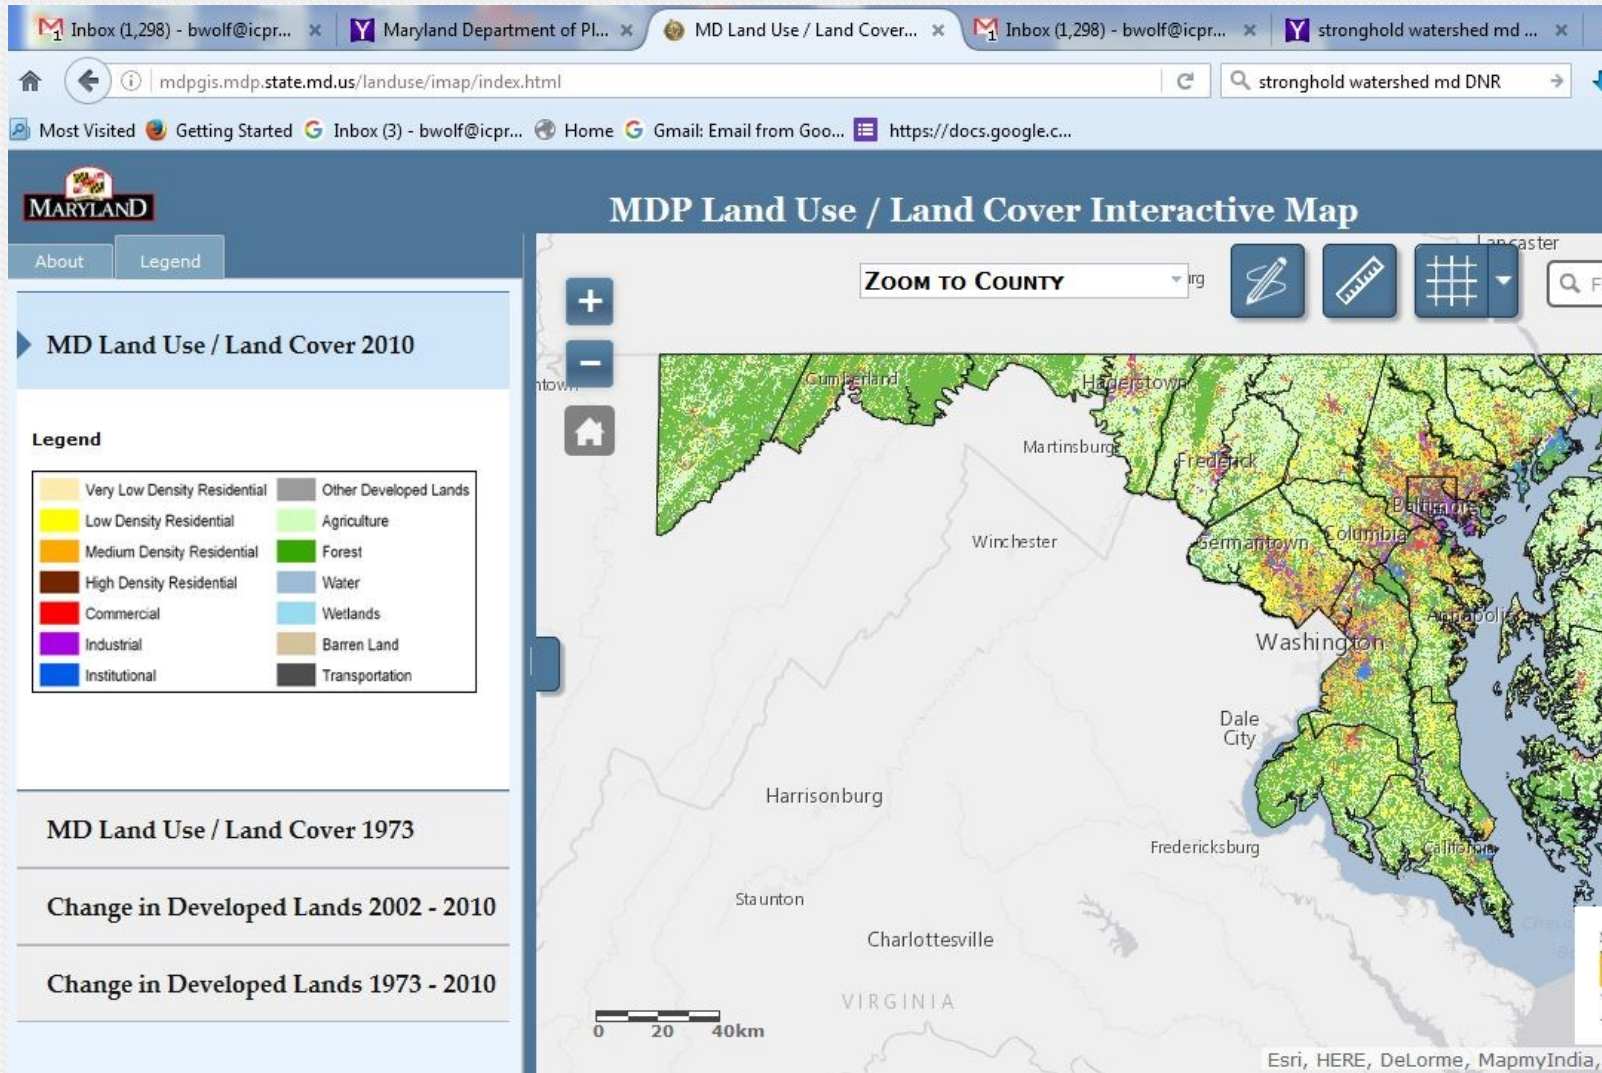 Inbox (1,298) - bwolf@icpr... × Maryland Department of Pl... × MD Land Use / Land Cover... × Inbox (1,298) - bwolf@icpr... × stronghold watershed md ... ×
mdpgis.mdp.state.md.us/landuse/imap/index.html
stronghold watershed md DNR
Most Visited Getting Started Inbox (3) - bwolf@icpr... Home Gmail: Email from Goo... https://docs.google.c...
MARYLAND
MDP Land Use / Land Cover Interactive Map
About Legend
MD Land Use / Land Cover 2010
Legend
Very Low Density Residential
Low Density Residential
Medium Density Residential
High Density Residential
Commercial
Industrial
Institutional
Other Developed Lands
Agriculture
Forest
Water
Wetlands
Barren Land
Transportation
MD Land Use / Land Cover 1973
Change in Developed Lands 2002 - 2010
Change in Developed Lands 1973 - 2010
+
−
ZOOM TO COUNTY
Lancaster
Cumberland
Hagerstown
Martinsburg
Frederick
Baltimore
Winchester
Germantown
Columbia
Annapolis
Washington
Dale
City
Harrisonburg
Fredericksburg
California
Staunton
Charlottesville
VIRGINIA
0 20 40km
Esri, HERE, DeLorme, MapmyIndia,